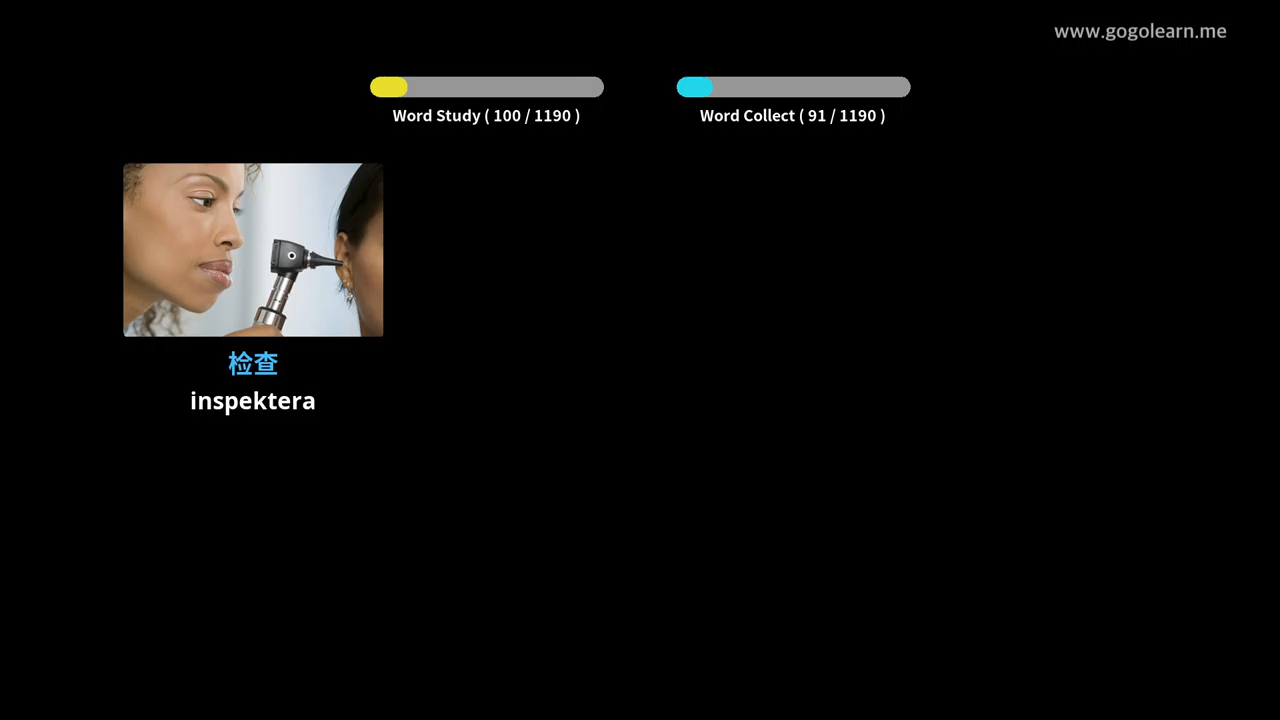 www.gogolearn.me
Word Study ( 100 / 1190 )
Word Collect ( 91 / 1190 )
检查
inspektera